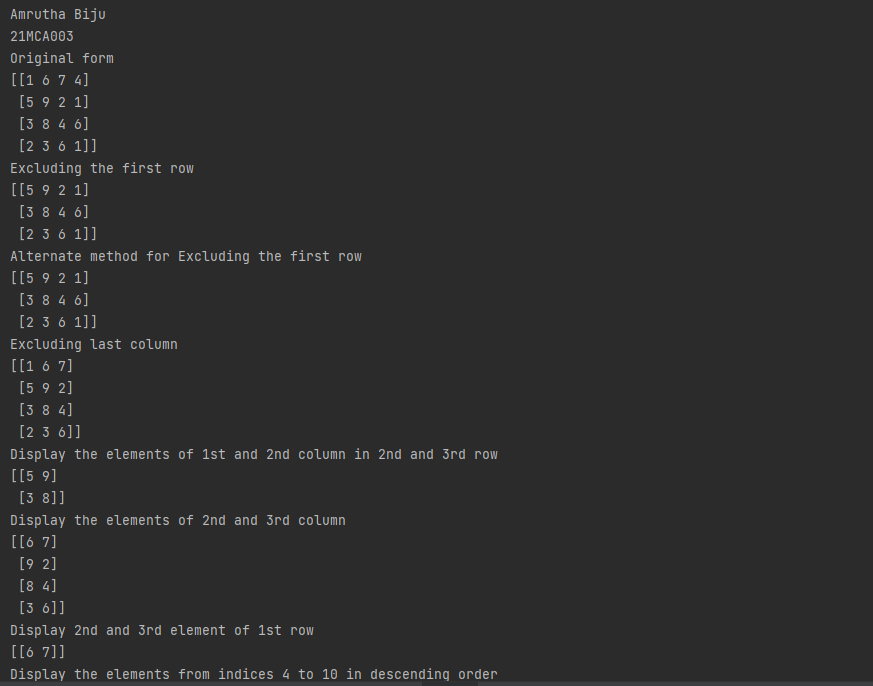 Amrutha Biju
21MCA003
Original form
[[1 6 7 4]
 [5 9 2 1]
 [3 8 4 6]
 [2 3 6 1]]
Excluding the first row
[[5 9 2 1]
 [3 8 4 6]
 [2 3 6 1]]
Alternate method for Excluding the first row
[[5 9 2 1]
 [3 8 4 6]
 [2 3 6 1]]
Excluding last column
[[1 6 7]
 [5 9 2]
 [3 8 4]
 [2 3 6]]
Display the elements of 1st and 2nd column in 2nd and 3rd row
[[5 9]
 [3 8]]
Display the elements of 2nd and 3rd column
[[6 7]
 [9 2]
 [8 4]
 [3 6]]
Display 2nd and 3rd element of 1st row
[[6 7]]
Display the elements from indices 4 to 10 in descending order